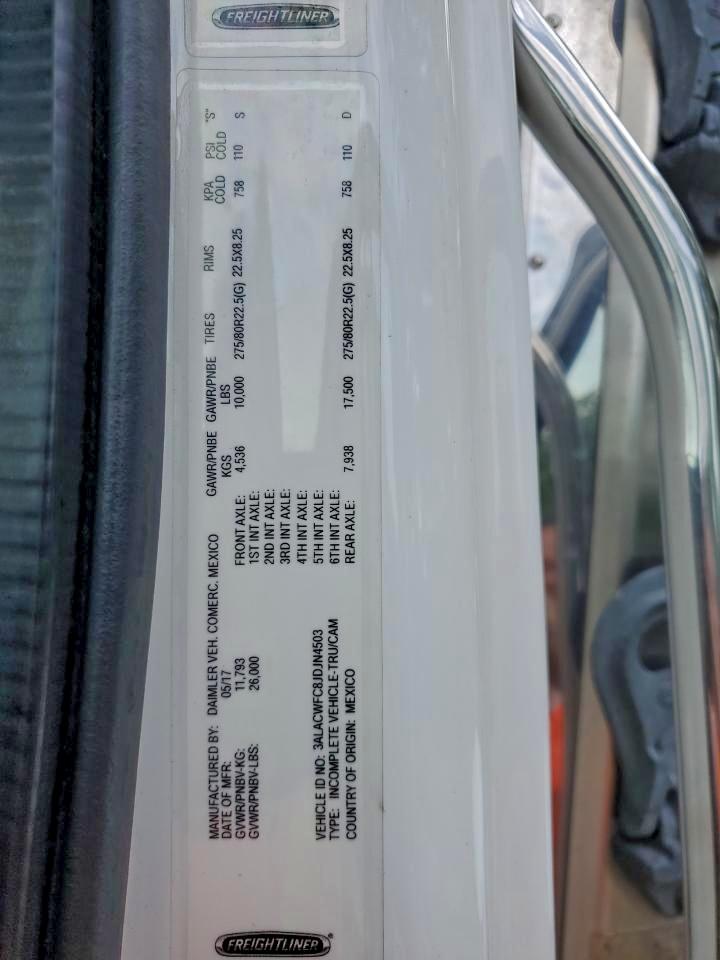 MANUFACTURED BY: DAIMLER VEH. COMERC. MEXICO
DATE OF MFR: 05/17
GVWR/PNBV-KG: 11,793
GVWR/PNBV-LBS: 26,000
VEHICLE ID NO: 3ALACWFC8JDJN4503
TYPE: INCOMPLETE VEHICLE-TRU/CAM
COUNTRY OF ORIGIN: MEXICO
GAWR/PNBE GAWR/PNBE TIRES RIMS KPA PSI "S"
KGS LBS COLD COLD
FRONT AXLE: 4,536 10,000 275/80R22.5(G) 22.5X8.25 758 110 S
1ST INT AXLE:
2ND INT AXLE:
3RD INT AXLE:
4TH INT AXLE:
5TH INT AXLE:
6TH INT AXLE:
REAR AXLE: 7,938 17,500 275/80R22.5(G) 22.5X8.25 758 110 D
FREIGHTLINER®
FREIGHTLINER